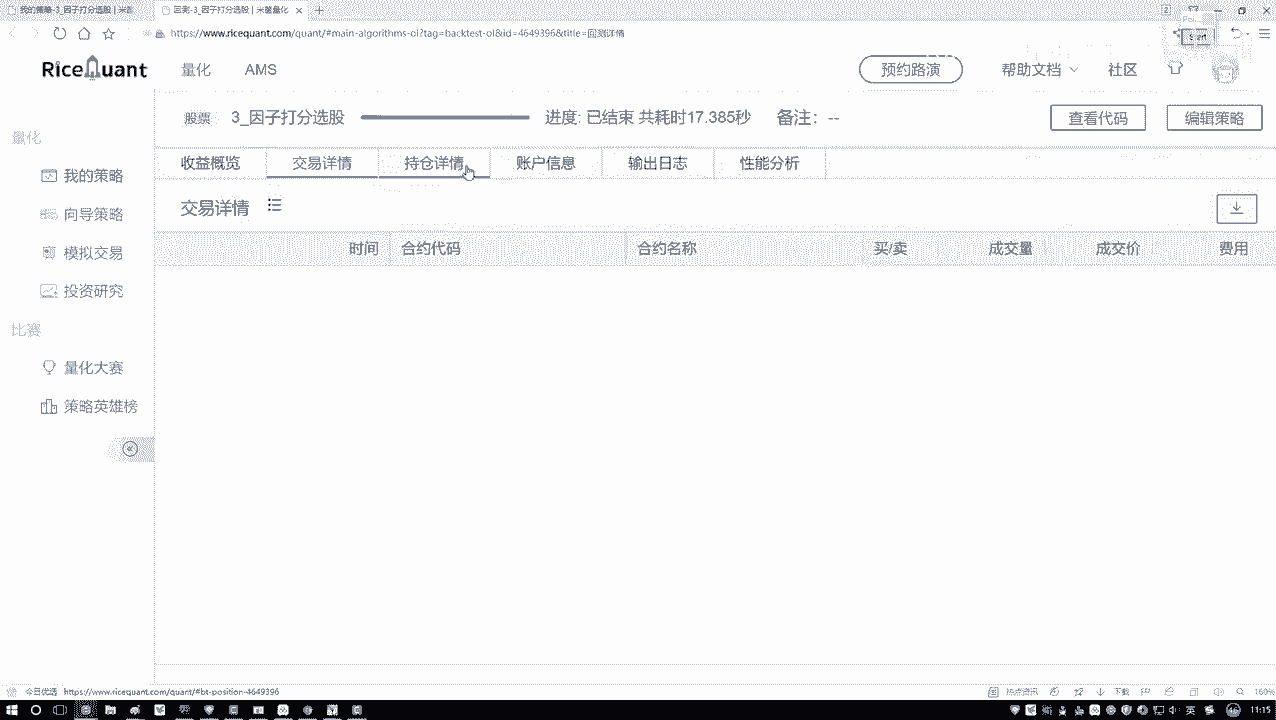 我的策略-3_因子打分选股 | 米筐
回测-3_因子打分选股 | 米筐量化
https://www.ricequant.com/quant/#main-algorithms-ol?tag=backtest-ol&id=4649396&title=回测详情
RiceQuant 量化 AMS 预约路演 帮助文档 社区
股票 3_因子打分选股 进度: 已结束 共耗时17.385秒 备注: -- 查看代码 编辑策略
量化
我的策略
向导策略
模拟交易
投资研究
比赛
量化大赛
策略英雄榜
收益概览 交易详情 持仓详情 账户信息 输出日志 性能分析
交易详情
时间 合约代码 合约名称 买/卖 成交量 成交价 费用
今日优选 https://www.ricequant.com/quant/#bt-position-4649396 热点资讯 下载 160%
英 11:15